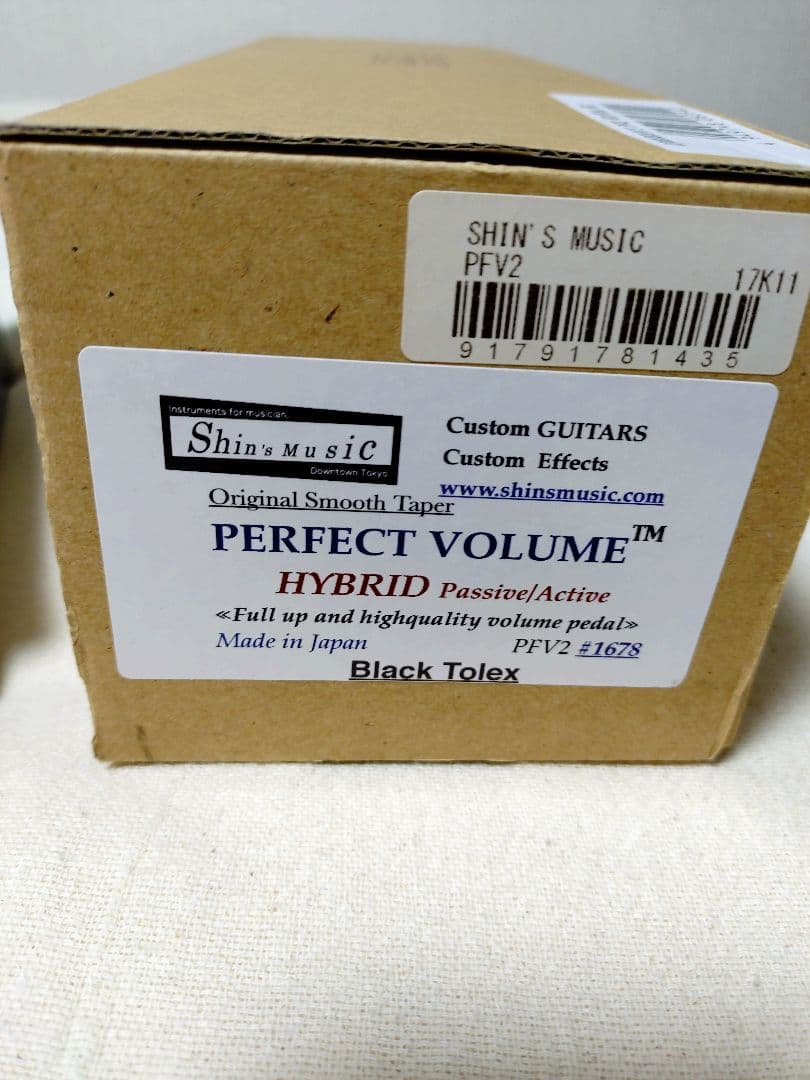 SHIN'S MUSIC
PFV2
17K11
917917814 35
Instruments for musician.
Shin's Music
Downtown Tokyo
Custom GUITARS
Custom Effects
www.shinsmusic.com
Original Smooth Taper
PERFECT VOLUME™
HYBRID Passive/Active
≪Full up and highquality volume pedal≫
Made in Japan PFV2 #1678
Black Tolex